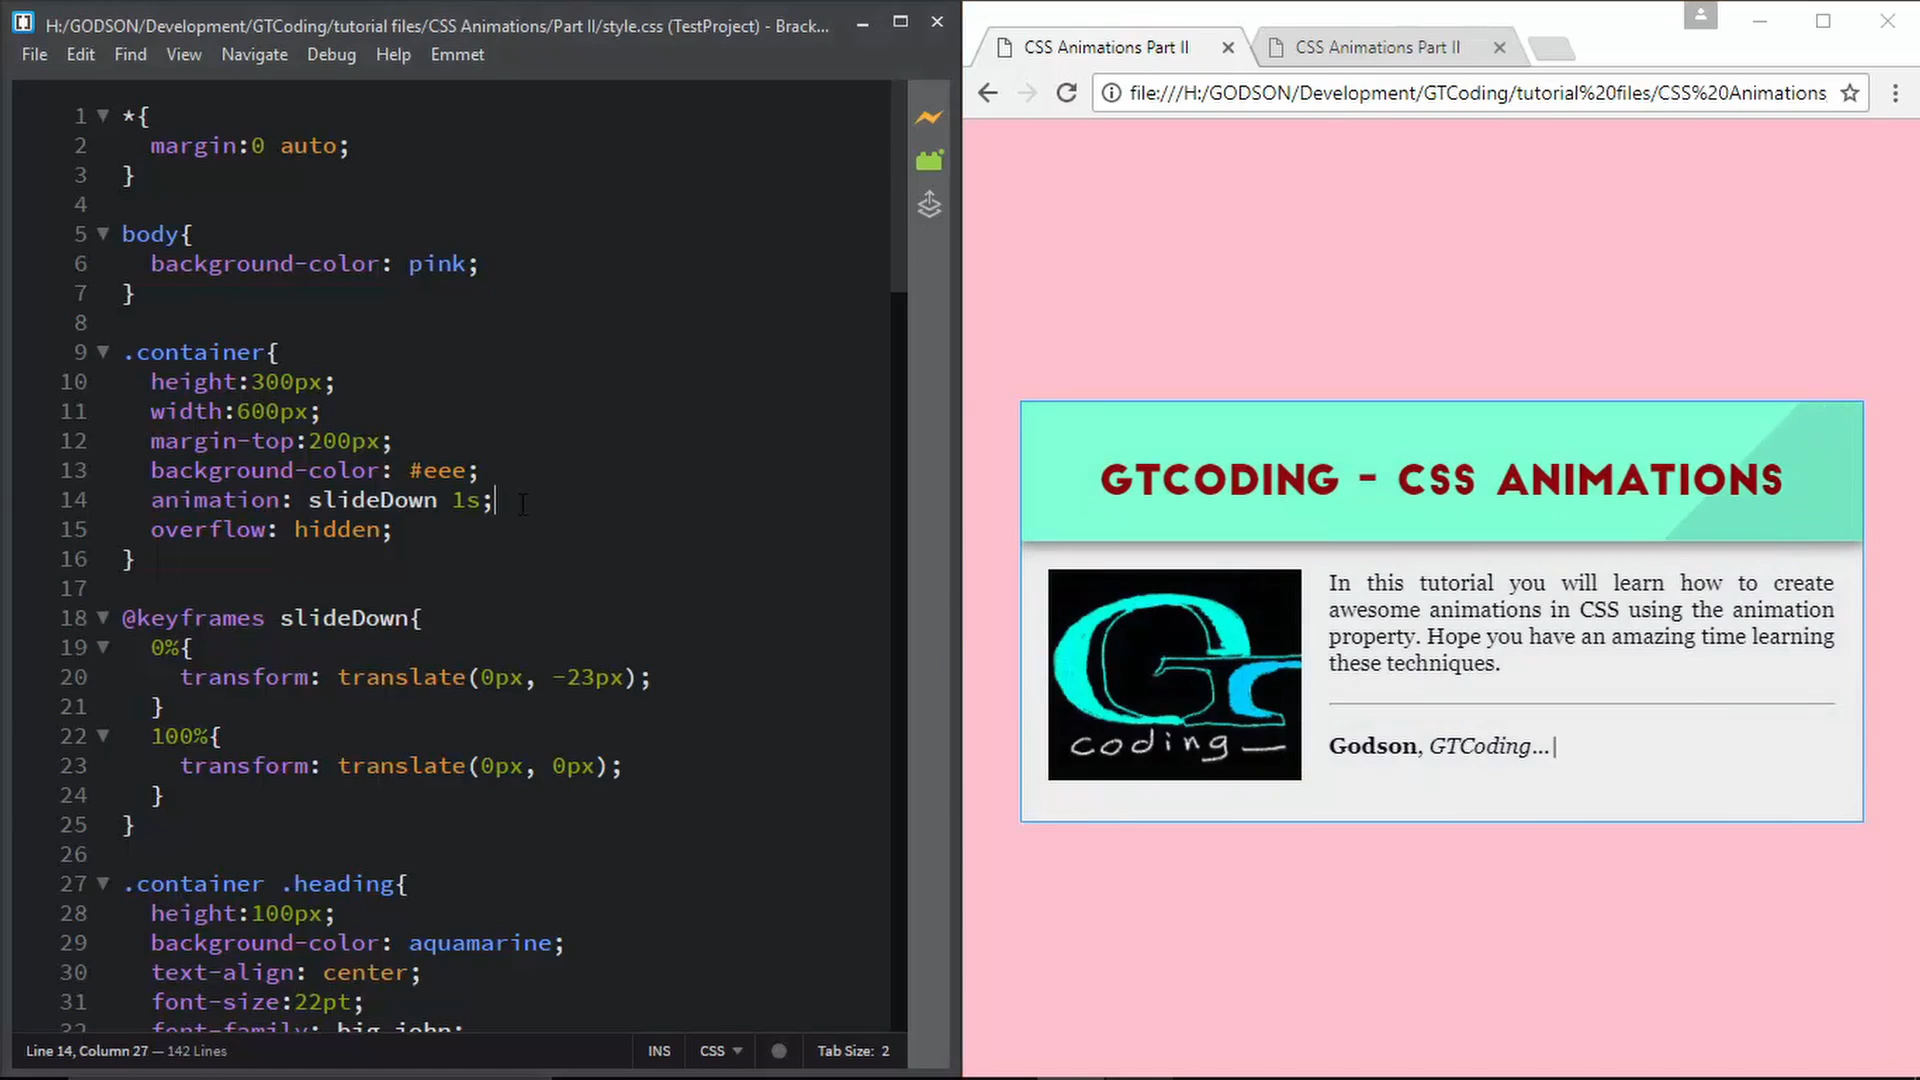 H:/GODSON/Development/GTCoding/tutorial files/CSS Animations/Part II/style.css (TestProject) - Brack...
File Edit Find View Navigate Debug Help Emmet
1 *{
2 margin:0 auto;
3 }
4
5 body{
6 background-color: pink;
7 }
8
9 .container{
10 height:300px;
11 width:600px;
12 margin-top:200px;
13 background-color: #eee;
14 animation: slideDown 1s;
15 overflow: hidden;
16 }
17
18 @keyframes slideDown{
19 0%{
20 transform: translate(0px, -23px);
21 }
22 100%{
23 transform: translate(0px, 0px);
24 }
25 }
26
27 .container .heading{
28 height:100px;
29 background-color: aquamarine;
30 text-align: center;
31 font-size:22pt;
32 font-family: big john;
Line 14, Column 27 — 142 Lines
INS CSS Tab Size: 2
CSS Animations Part II
CSS Animations Part II
file:///H:/GODSON/Development/GTCoding/tutorial%20files/CSS%20Animations
GTCODING - CSS ANIMATIONS
GT
coding_
In this tutorial you will learn how to create
awesome animations in CSS using the animation
property. Hope you have an amazing time learning
these techniques.
Godson, GTCoding...|